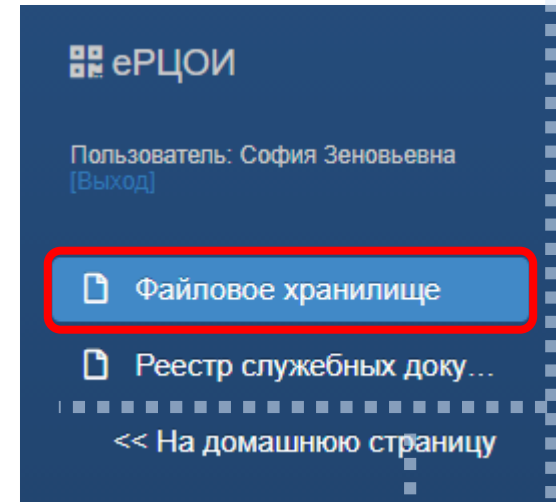 еРЦОИ
Пользователь: София Зеновьевна
[Выход]
Файловое хранилище
Реестр служебных доку...
<< На домашнюю страницу